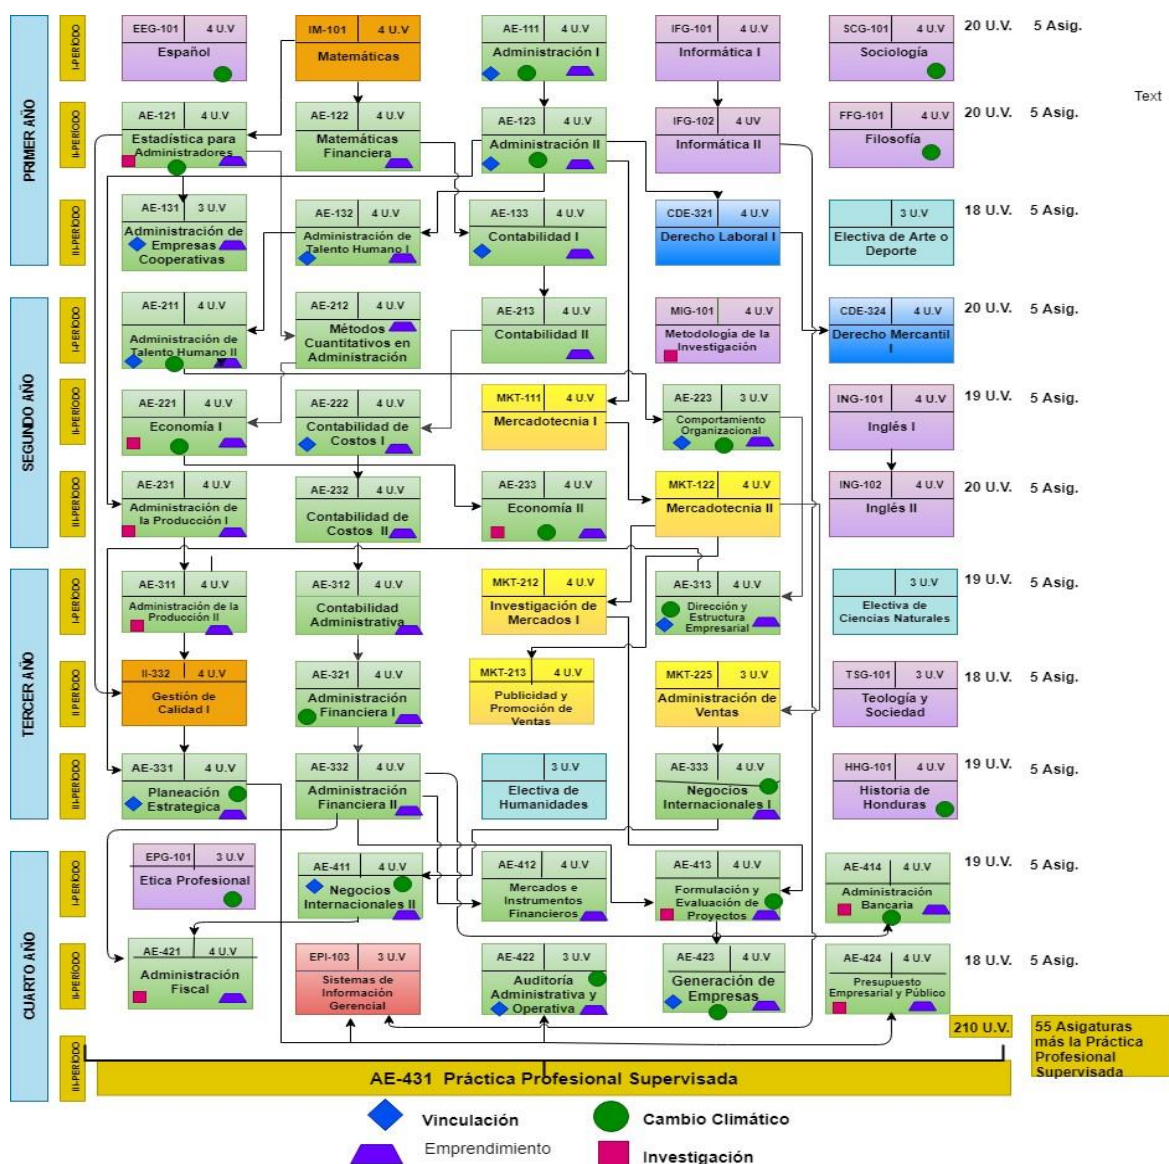 PRIMER AÑO
I-PERÍODO
EEG-101 4 U.V
Español
IM-101 4 U.V
Matemáticas
AE-111 4 U.V
Administración I
IFG-101 4 U.V
Informática I
SCG-101 4 U.V
Sociología
20 U.V. 5 Asig.
Text
II-PERÍODO
AE-121 4 U.V
Estadística para
Administradores
AE-122 4 U.V
Matemáticas
Financiera
AE-123 4 U.V
Administración II
IFG-102 4 UV
Informática II
FFG-101 4 U.V
Filosofía
20 U.V. 5 Asig.
II-PERÍODO
AE-131 3 U.V
Administración de
Empresas
Cooperativas
AE-132 4 U.V
Administración de
Talento Humano I
AE-133 4 U.V
Contabilidad I
CDE-321 4 U.V
Derecho Laboral I
3 U.V
Electiva de Arte o
Deporte
18 U.V. 5 Asig.
SEGUNDO AÑO
I-PERÍODO
AE-211 4 U.V
Administración de
Talento Humano II
AE-212 4 U.V
Métodos
Cuantitativos en
Administración
AE-213 4 U.V
Contabilidad II
MIG-101 4 U.V
Metodología de la
Investigación
CDE-324 4 U.V
Derecho Mercantil
I
20 U.V. 5 Asig.
II-PERÍODO
AE-221 4 U.V
Economía I
AE-222 4 U.V
Contabilidad de
Costos I
MKT-111 4 U.V
Mercadotecnia I
AE-223 3 U.V
Comportamiento
Organizacional
ING-101 4 U.V
Inglés I
19 U.V. 5 Asig.
III-PERÍODO
AE-231 4 U.V
Administración de
la Producción I
AE-232 4 U.V
Contabilidad de
Costos II
AE-233 4 U.V
Economía II
MKT-122 4 U.V
Mercadotecnia II
ING-102 4 U.V
Inglés II
20 U.V. 5 Asig.
TERCER AÑO
I-PERÍODO
AE-311 4 U.V
Administración de la
Producción II
AE-312 4 U.V
Contabilidad
Administrativa
MKT-212 4 U.V
Investigación de
Mercados I
AE-313 4 U.V
Dirección y
Estructura
Empresarial
3 U.V
Electiva de
Ciencias Naturales
19 U.V. 5 Asig.
II PERÍODO
II-332 4 U.V
Gestión de
Calidad I
AE-321 4 U.V
Administración
Financiera I
MKT-213 4 U.V
Publicidad y
Promoción de
Ventas
MKT-225 3 U.V
Administración de
Ventas
TSG-101 3 U.V
Teología y
Sociedad
18 U.V. 5 Asig.
III-PERÍODO
AE-331 4 U.V
Planeación
Estrategica
AE-332 4 U.V
Administración
Financiera II
3 U.V
Electiva de
Humanidades
AE-333 4 U.V
Negocios
Internacionales I
HHG-101 4 U.V
Historia de
Honduras
19 U.V. 5 Asig.
CUARTO AÑO
I-PERÍODO
EPG-101 3 U.V
Etica Profesional
AE-411 4 U.V
Negocios
Internacionales II
AE-412 4 U.V
Mercados e
Instrumentos
Financieros
AE-413 4 U.V
Formulación y
Evaluación de
Proyectos
AE-414 4 U.V
Administración
Bancaria
19 U.V. 5 Asig.
II-PERÍODO
AE-421 4 U.V
Administración
Fiscal
EPI-103 3 U.V
Sistemas de
Información
Gerencial
AE-422 3 U.V
Auditoría
Administrativa y
Operativa
AE-423 4 U.V
Generación de
Empresas
AE-424 4 U.V
Presupuesto
Empresarial y Público
18 U.V. 5 Asig.
210 U.V.
55 Asigaturas
más la Práctica
Profesional
Supervisada
III-PERÍODO
AE-431 Práctica Profesional Supervisada
Vinculación
Cambio Climático
Emprendimiento
Investigación